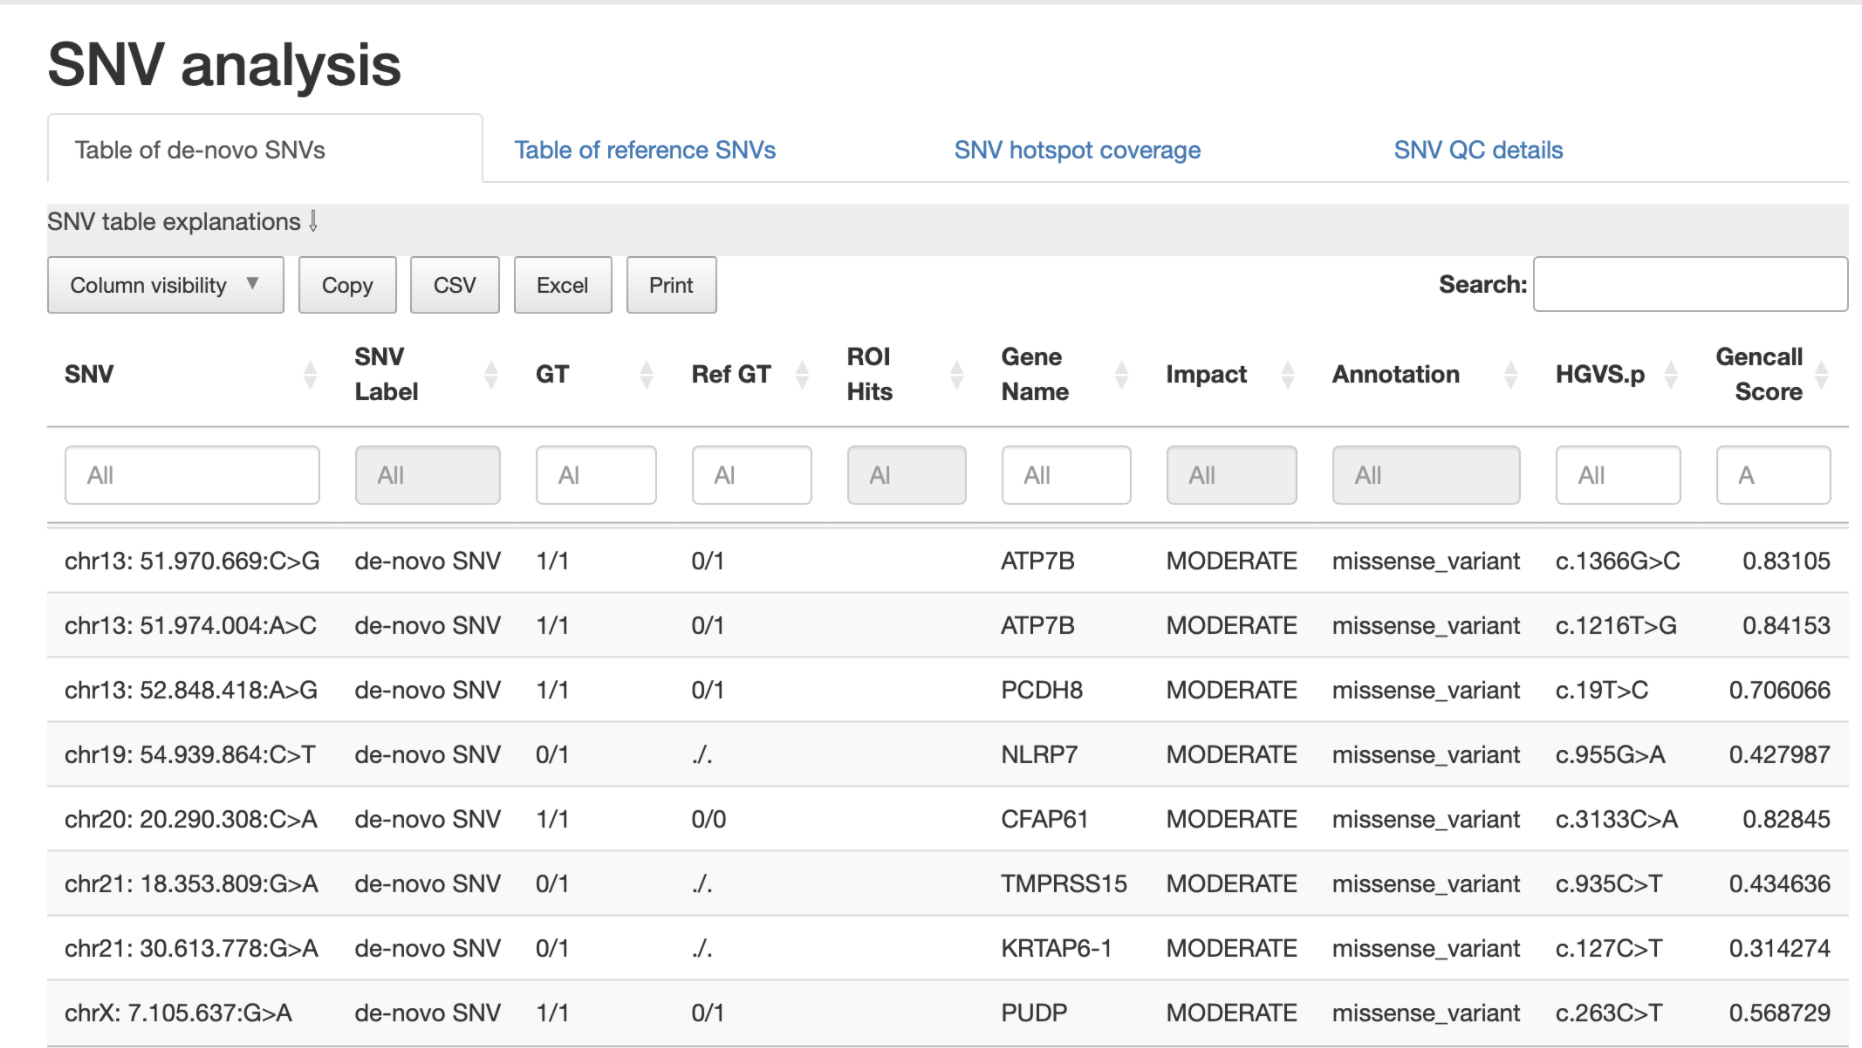 SNV analysis
Table of de-novo SNVs Table of reference SNVs SNV hotspot coverage SNV QC details
SNV table explanations ⇩
Column visibility ▼ Copy CSV Excel Print Search:
SNV SNV Label GT Ref GT ROI Hits Gene Name Impact Annotation HGVS.p Gencall Score
All All Al Al Al All All All All A
chr13: 51.970.669:C>G de-novo SNV 1/1 0/1 ATP7B MODERATE missense_variant c.1366G>C 0.83105
chr13: 51.974.004:A>C de-novo SNV 1/1 0/1 ATP7B MODERATE missense_variant c.1216T>G 0.84153
chr13: 52.848.418:A>G de-novo SNV 1/1 0/1 PCDH8 MODERATE missense_variant c.19T>C 0.706066
chr19: 54.939.864:C>T de-novo SNV 0/1 ./. NLRP7 MODERATE missense_variant c.955G>A 0.427987
chr20: 20.290.308:C>A de-novo SNV 1/1 0/0 CFAP61 MODERATE missense_variant c.3133C>A 0.82845
chr21: 18.353.809:G>A de-novo SNV 0/1 ./. TMPRSS15 MODERATE missense_variant c.935C>T 0.434636
chr21: 30.613.778:G>A de-novo SNV 0/1 ./. KRTAP6-1 MODERATE missense_variant c.127C>T 0.314274
chrX: 7.105.637:G>A de-novo SNV 1/1 0/1 PUDP MODERATE missense_variant c.263C>T 0.568729